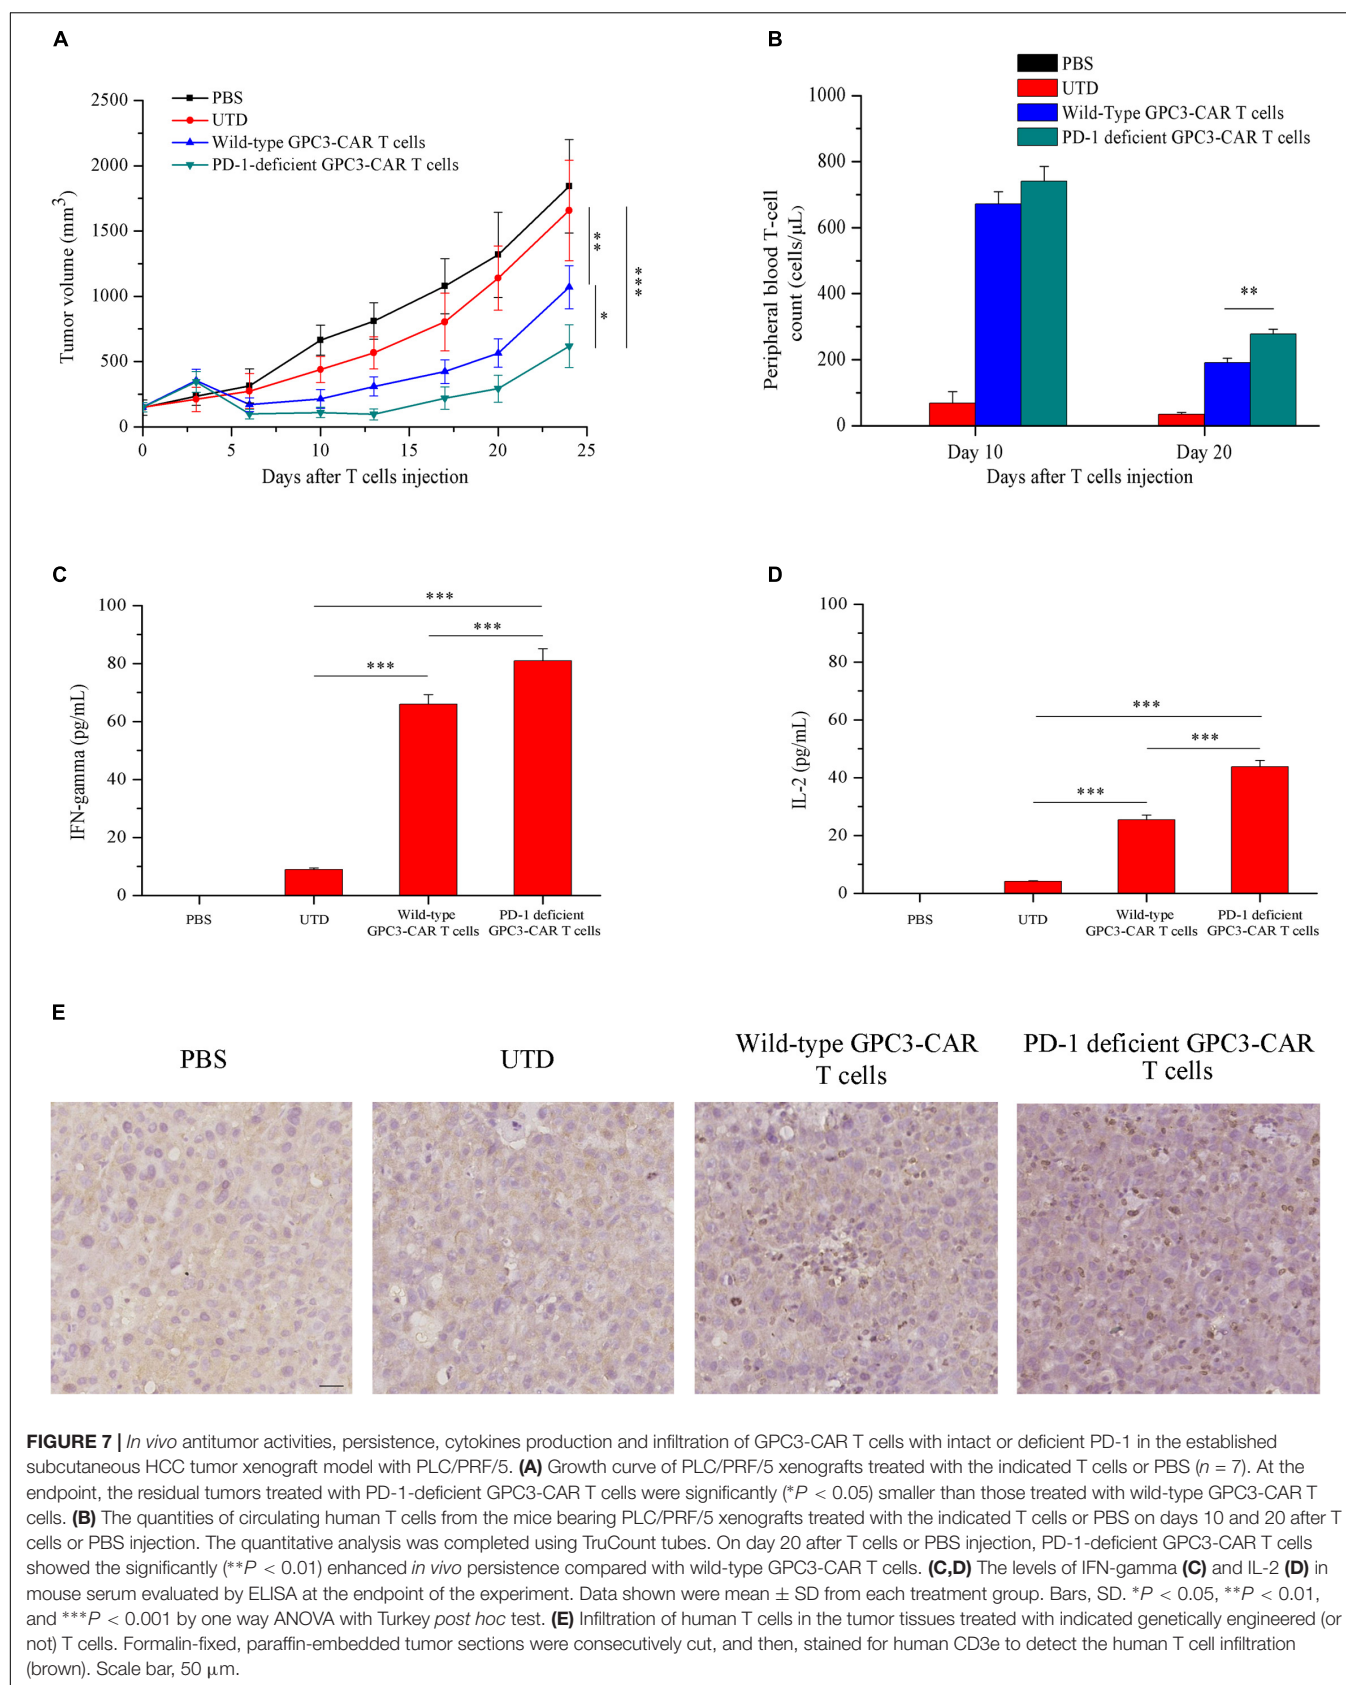 A
PBS
UTD
Wild-type GPC3-CAR T cells
PD-1-deficient GPC3-CAR T cells
2500
2000
1500
1000
500
0
Tumor volume (mm³)
0 5 10 15 20 25
Days after T cells injection
**
*
***
B
PBS
UTD
Wild-Type GPC3-CAR T cells
PD-1 deficient GPC3-CAR T cells
1000
800
600
400
200
0
Peripheral blood T-cell
count (cells/μL)
**
Day 10 Day 20
Days after T cells injection
C
100
80
60
40
20
0
IFN-gamma (pg/mL)
***
***
***
PBS
UTD
Wild-type
GPC3-CAR T cells
PD-1 deficient
GPC3-CAR T cells
D
100
80
60
40
20
0
IL-2 (pg/mL)
***
***
***
PBS
UTD
Wild-type
GPC3-CAR T cells
PD-1 deficient
GPC3-CAR T cells
E
PBS
UTD
Wild-type GPC3-CAR
T cells
PD-1 deficient GPC3-CAR
T cells
FIGURE 7 | In vivo antitumor activities, persistence, cytokines production and infiltration of GPC3-CAR T cells with intact or deficient PD-1 in the established
subcutaneous HCC tumor xenograft model with PLC/PRF/5. (A) Growth curve of PLC/PRF/5 xenografts treated with the indicated T cells or PBS (n = 7). At the
endpoint, the residual tumors treated with PD-1-deficient GPC3-CAR T cells were significantly (*P < 0.05) smaller than those treated with wild-type GPC3-CAR T
cells. (B) The quantities of circulating human T cells from the mice bearing PLC/PRF/5 xenografts treated with the indicated T cells or PBS on days 10 and 20 after T
cells or PBS injection. The quantitative analysis was completed using TruCount tubes. On day 20 after T cells or PBS injection, PD-1-deficient GPC3-CAR T cells
showed the significantly (**P < 0.01) enhanced in vivo persistence compared with wild-type GPC3-CAR T cells. (C,D) The levels of IFN-gamma (C) and IL-2 (D) in
mouse serum evaluated by ELISA at the endpoint of the experiment. Data shown were mean ± SD from each treatment group. Bars, SD. *P < 0.05, **P < 0.01,
and ***P < 0.001 by one way ANOVA with Turkey post hoc test. (E) Infiltration of human T cells in the tumor tissues treated with indicated genetically engineered (or
not) T cells. Formalin-fixed, paraffin-embedded tumor sections were consecutively cut, and then, stained for human CD3e to detect the human T cell infiltration
(brown). Scale bar, 50 μm.